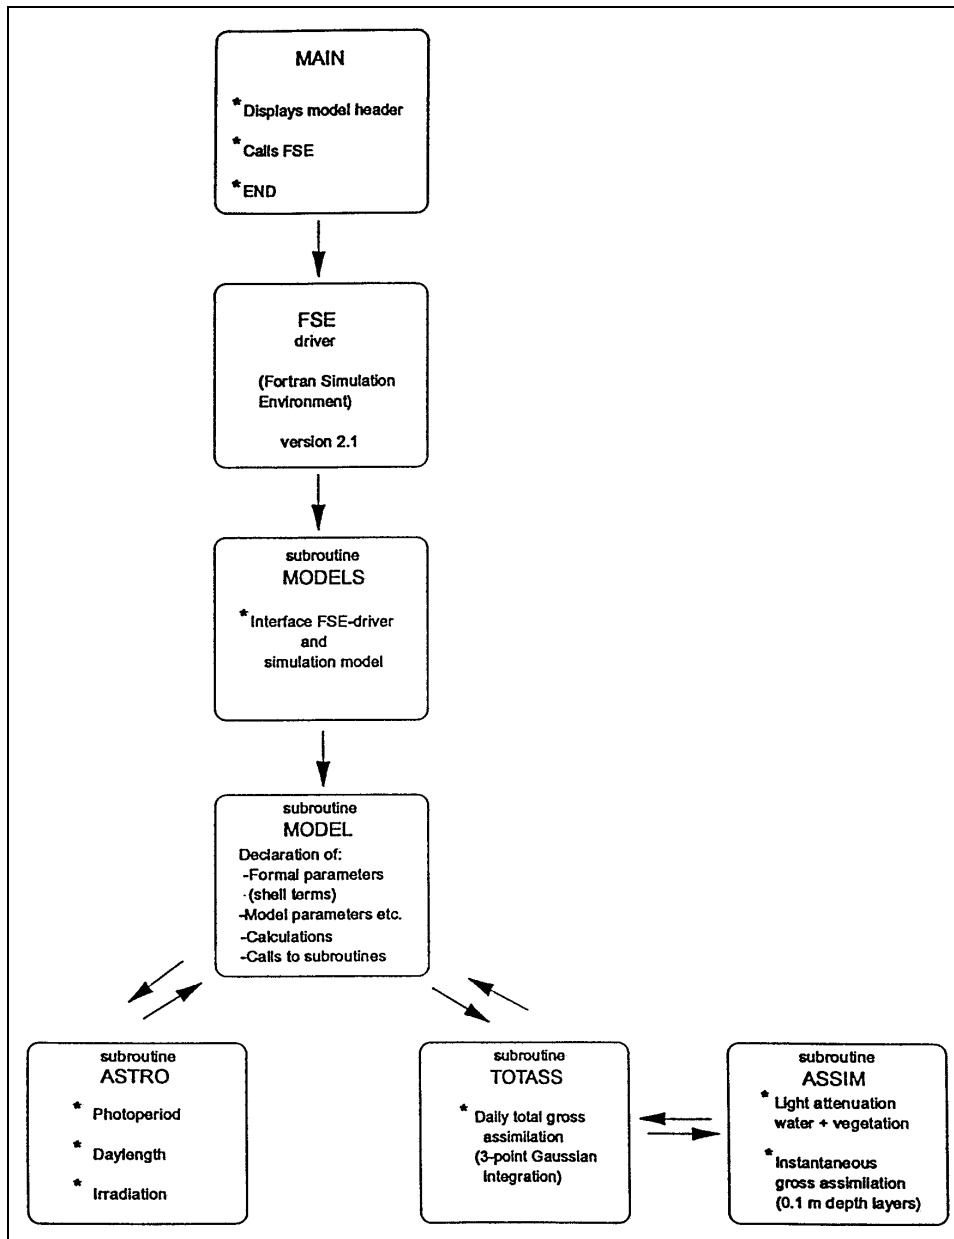 MAIN
* Displays model header
* Calls FSE
* END
FSE
driver
(Fortran Simulation
Environment)
version 2.1
subroutine
MODELS
* Interface FSE-driver
and
simulation model
subroutine
MODEL
Declaration of:
-Formal parameters
-(shell terms)
-Model parameters etc.
-Calculations
-Calls to subroutines
subroutine
ASTRO
* Photoperiod
* Daylength
* Irradiation
subroutine
TOTASS
* Daily total gross
assimilation
(3-point Gaussian
integration)
subroutine
ASSIM
* Light attenuation
water + vegetation
* Instantaneous
gross assimilation
(0.1 m depth layers)